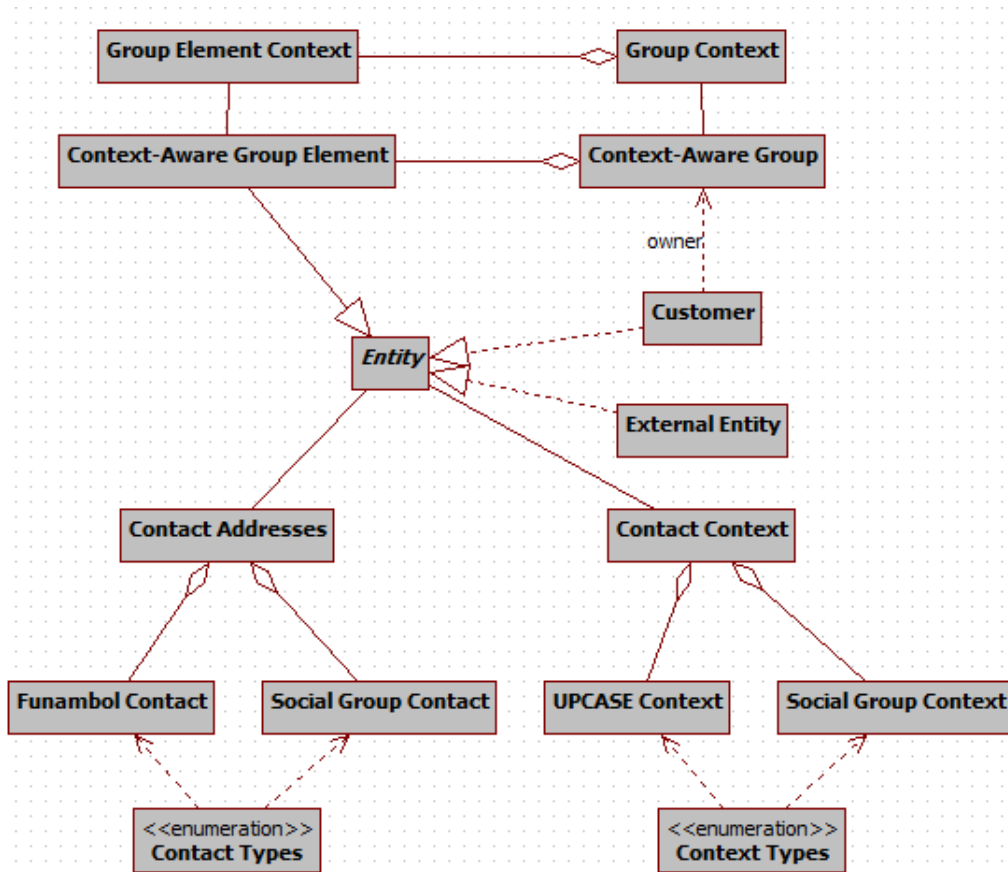 Group Element Context
Group Context
Context-Aware Group Element
Context-Aware Group
owner
Customer
Entity
External Entity
Contact Addresses
Contact Context
Funambol Contact
Social Group Contact
UPCASE Context
Social Group Context
<<enumeration>>
Contact Types
<<enumeration>>
Context Types